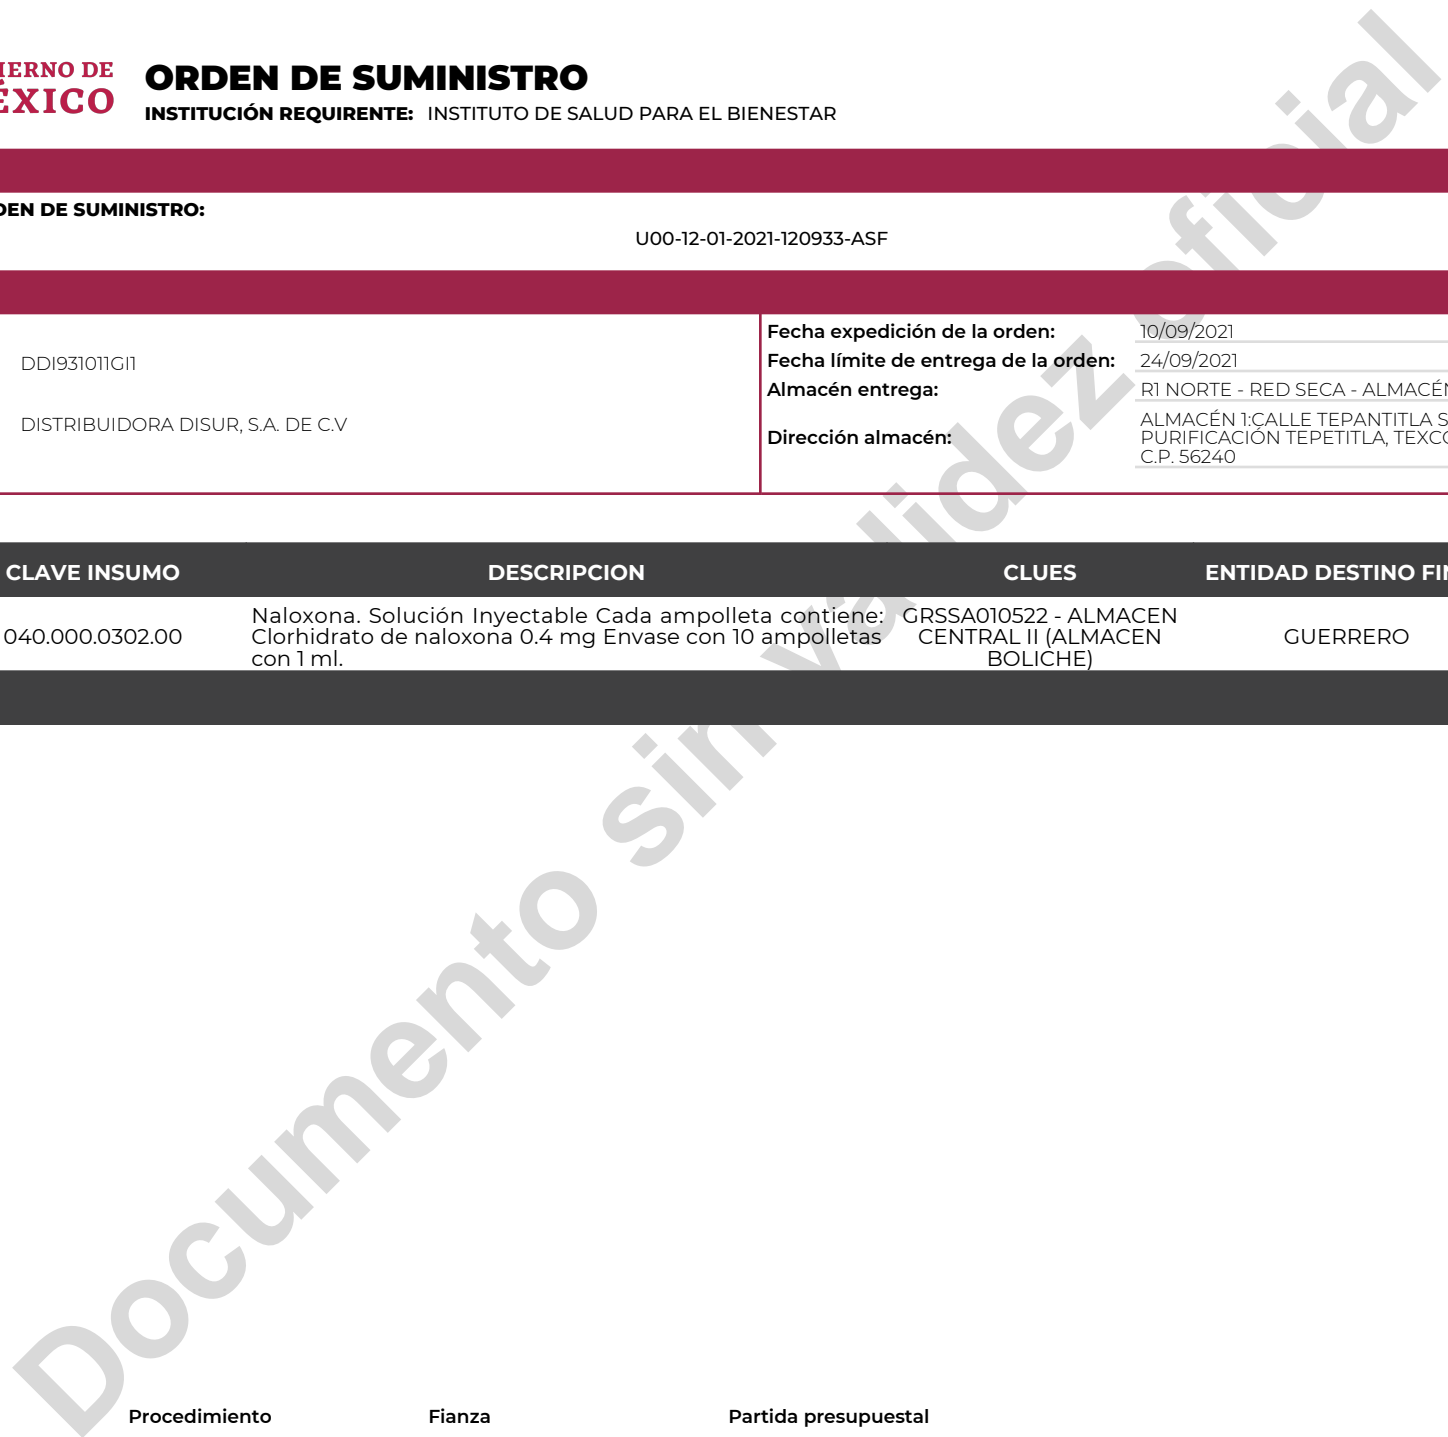 IERNO DE
ÉXICO
ORDEN DE SUMINISTRO
INSTITUCIÓN REQUIRENTE: INSTITUTO DE SALUD PARA EL BIENESTAR
DEN DE SUMINISTRO:
U00-12-01-2021-120933-ASF
DDI931011GI1
DISTRIBUIDORA DISUR, S.A. DE C.V
Fecha expedición de la orden: 10/09/2021
Fecha límite de entrega de la orden: 24/09/2021
Almacén entrega: R1 NORTE - RED SECA - ALMACÉN
Dirección almacén: ALMACÉN 1:CALLE TEPANTITLA S
PURIFICACIÓN TEPETITLA, TEXCO
C.P. 56240
CLAVE INSUMO DESCRIPCION CLUES ENTIDAD DESTINO FIN
040.000.0302.00
Naloxona. Solución Inyectable Cada ampolleta contiene:
Clorhidrato de naloxona 0.4 mg Envase con 10 ampolletas
con 1 ml.
GRSSA010522 - ALMACEN
CENTRAL II (ALMACEN
BOLICHE)
GUERRERO
Documento sin validez oficial
Procedimiento Fianza Partida presupuestal